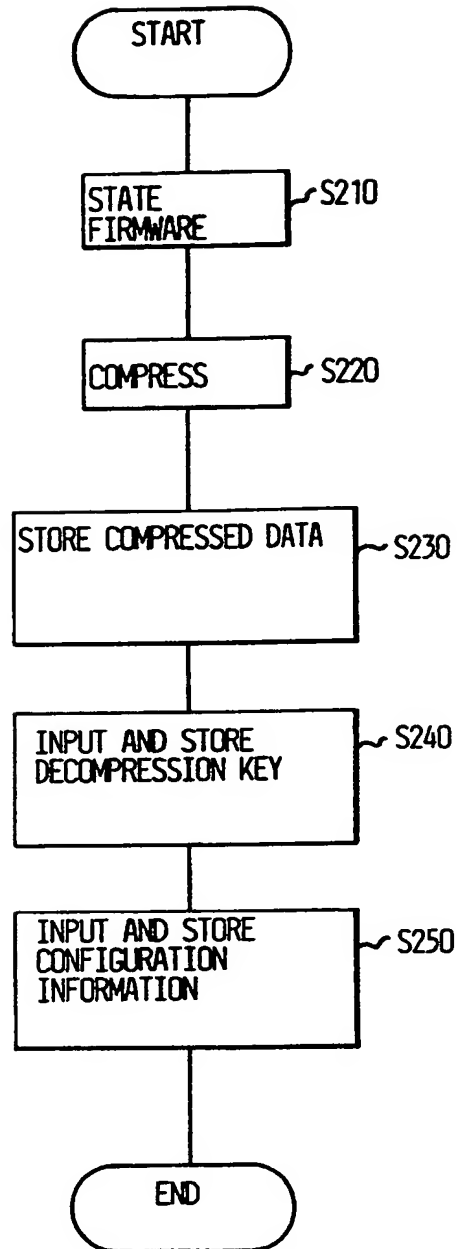 START
STATE
FIRMWARE
S210
COMPRESS
S220
STORE COMPRESSED DATA
S230
INPUT AND STORE
DECOMPRESSION KEY
S240
INPUT AND STORE
CONFIGURATION
INFORMATION
S250
END